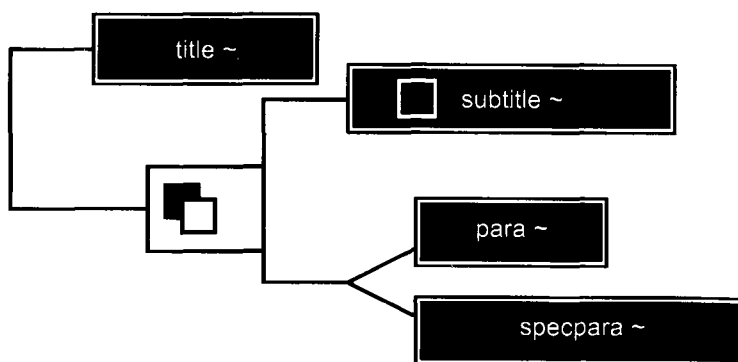 title ~
subtitle ~
para ~
specpara ~